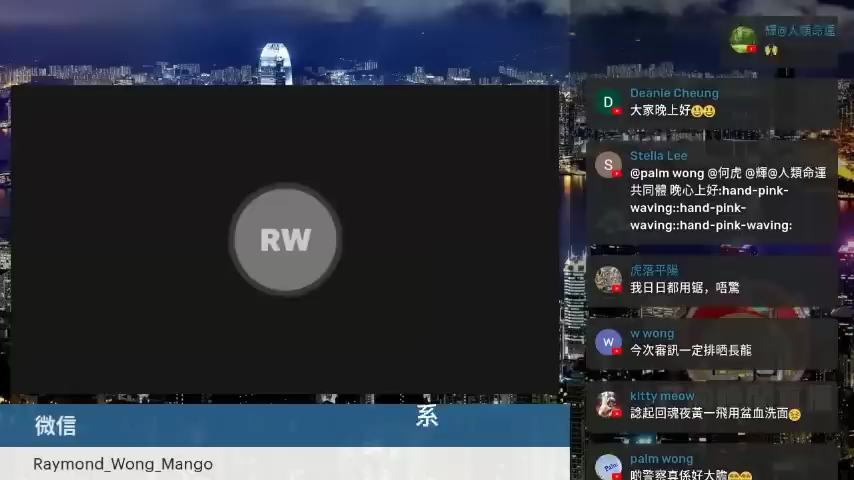 RW
系
微信
Raymond_Wong_Mango
輝@人類命運
🙌
D
Deanie Cheung
大家晚上好😃😃
S
Stella Lee
@palm wong @何虎 @輝@人類命運
共同體 晚心上好:hand-pink-
waving::hand-pink-
waving::hand-pink-waving:
虎落平陽
我日日都用锯，唔驚
w
w wong
今次審訊一定排晒長龍
kitty meow
諗起回魂夜黃一飛用盆血洗面
Palm
palm wong
啲警察真係好大膽